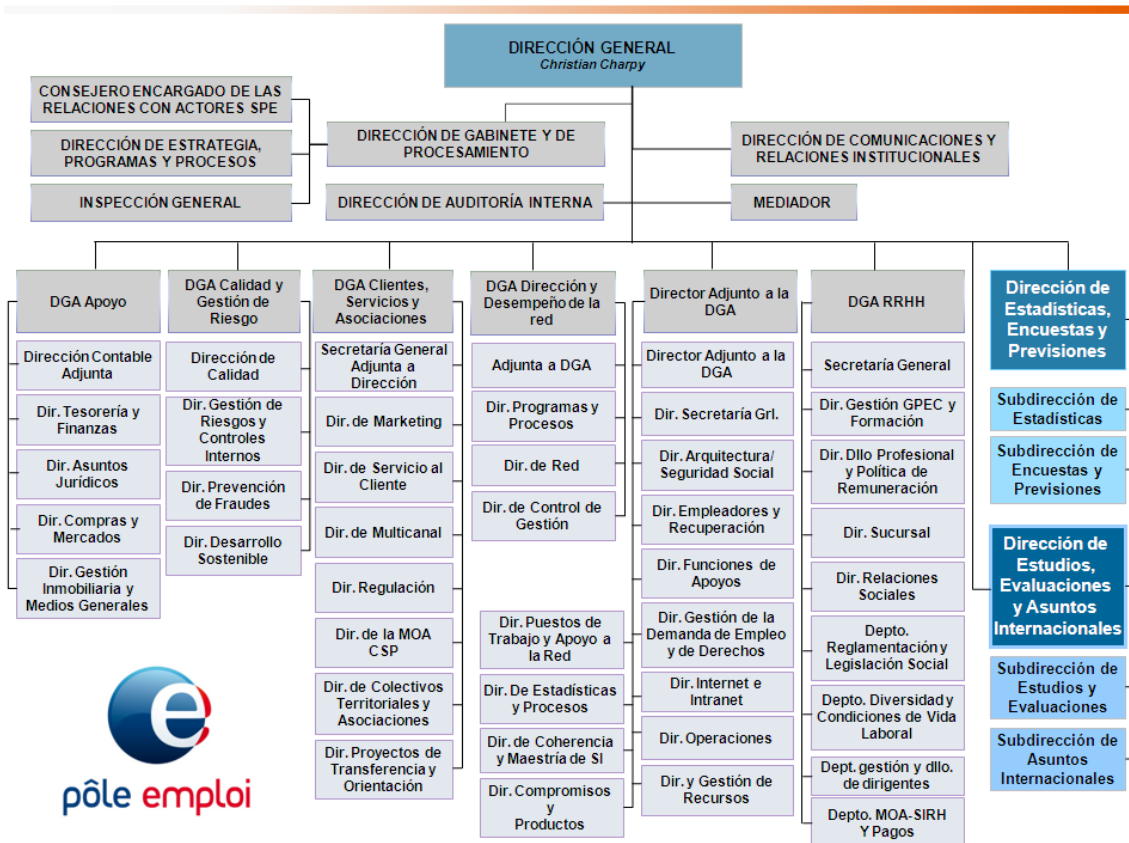 DIRECCIÓN GENERAL
Christian Charpy
CONSEJERO ENCARGADO DE LAS
RELACIONES CON ACTORES SPE
DIRECCIÓN DE ESTRATEGIA,
PROGRAMAS Y PROCESOS
INSPECCIÓN GENERAL
DIRECCIÓN DE GABINETE Y DE
PROCESAMIENTO
DIRECCIÓN DE AUDITORÍA INTERNA
DIRECCIÓN DE COMUNICACIONES Y
RELACIONES INSTITUCIONALES
MEDIADOR
DGA Apoyo
Dirección Contable
Adjunta
Dir. Tesorería y
Finanzas
Dir. Asuntos
Jurídicos
Dir. Compras y
Mercados
Dir. Gestión
Inmobiliaria y
Medios Generales
DGA Calidad y
Gestión de
Riesgo
Dirección de
Calidad
Dir. Gestión de
Riesgos y
Controles
Internos
Dir. Prevención
de Fraudes
Dir. Desarrollo
Sostenible
DGA Clientes,
Servicios y
Asociaciones
Secretaría General
Adjunta a
Dirección
Dir. de Marketing
Dir. de Servicio al
Cliente
Dir. de Multicanal
Dir. Regulación
Dir. de la MOA
CSP
Dir. de Colectivos
Territoriales y
Asociaciones
Dir. Proyectos de
Transferencia y
Orientación
DGA Dirección y
Desempeño de la
red
Adjunta a DGA
Dir. Programas y
Procesos
Dir. de Red
Dir. de Control de
Gestión
Dir. Puestos de
Trabajo y Apoyo a
la Red
Dir. De Estadísticas
y Procesos
Dir. de Coherencia
y Maestría de SI
Dir. Compromisos
y
Productos
Director Adjunto a la
DGA
Director Adjunto a la
DGA
Dir. Secretaría Grl.
Dir. Arquitectura/
Seguridad Social
Dir. Empleadores y
Recuperación
Dir. Funciones de
Apoyos
Dir. Gestión de la
Demanda de Empleo
y de Derechos
Dir. Internet e
Intranet
Dir. Operaciones
Dir. y Gestión de
Recursos
DGA RRHH
Secretaría General
Dir. Gestión GPEC y
Formación
Dir. Dllo Profesional
y Política de
Remuneración
Dir. Sucursal
Dir. Relaciones
Sociales
Depto.
Reglamentación y
Legislación Social
Depto. Diversidad y
Condiciones de Vida
Laboral
Dept. gestión y dllo.
de dirigentes
Depto. MOA-SIRH
Y Pagos
Dirección de
Estadísticas,
Encuestas y
Previsiones
Subdirección de
Estadísticas
Subdirección de
Encuestas y
Previsiones
Dirección de
Estudios,
Evaluaciones
y Asuntos
Internacionales
Subdirección de
Estudios y
Evaluaciones
Subdirección de
Asuntos
Internacionales
e
pôle emploi